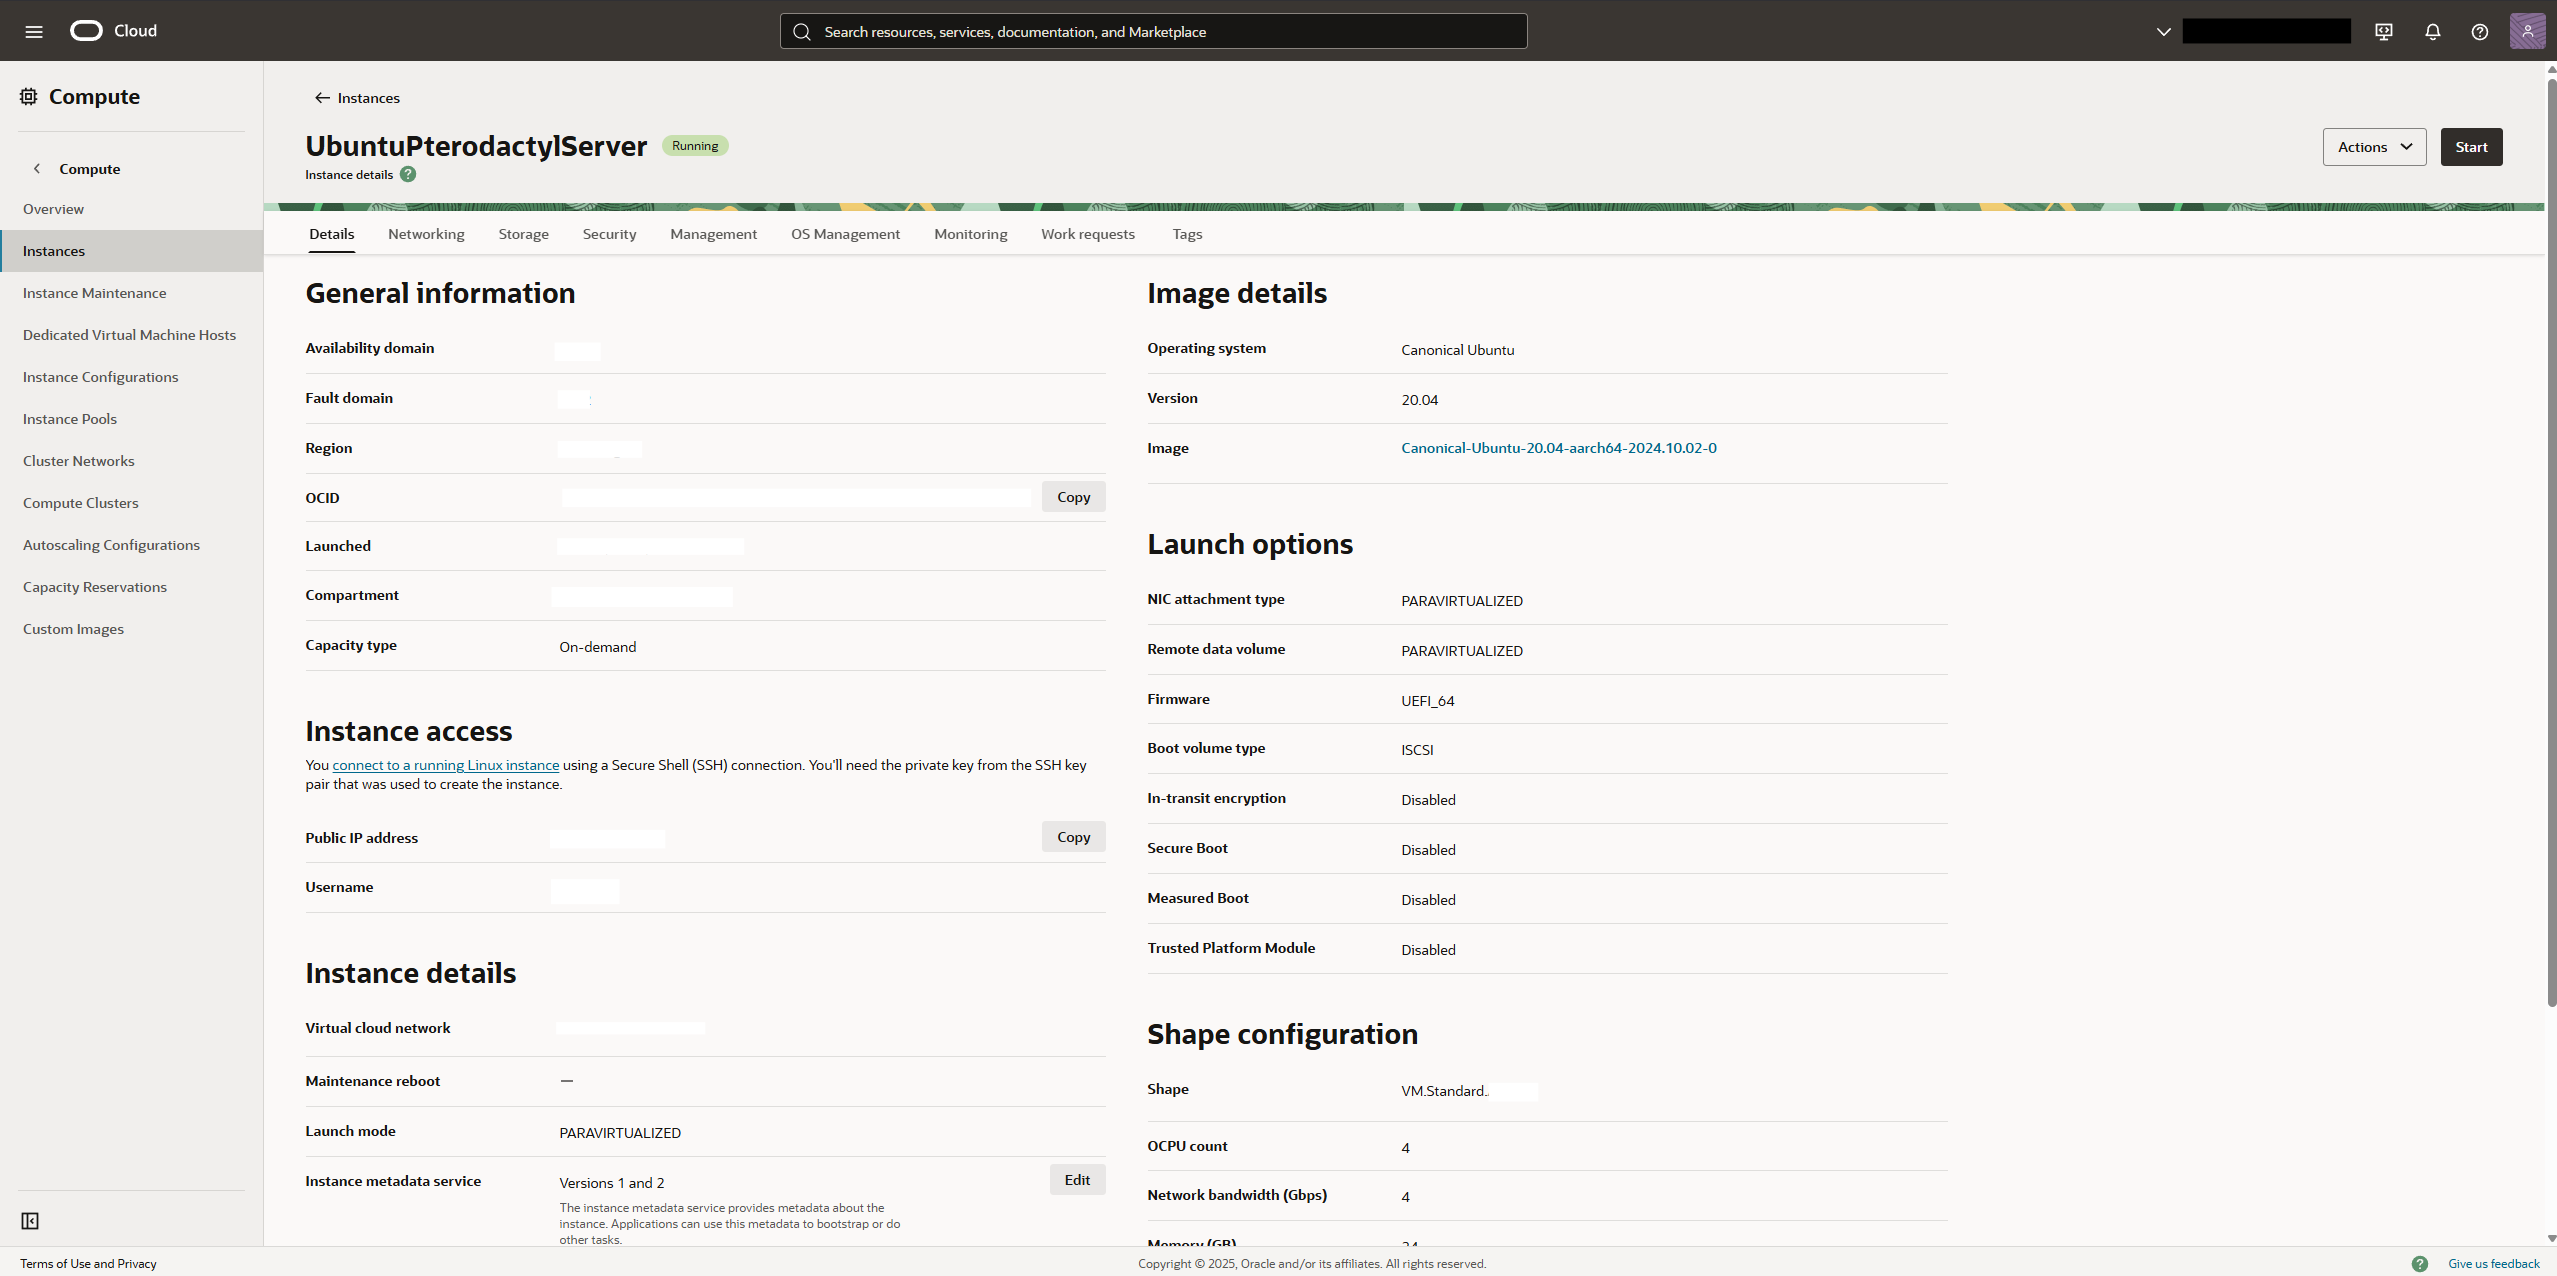 Cloud
Search resources, services, documentation, and Marketplace
Compute
Compute
Overview
Instances
Instance Maintenance
Dedicated Virtual Machine Hosts
Instance Configurations
Instance Pools
Cluster Networks
Compute Clusters
Autoscaling Configurations
Capacity Reservations
Custom Images
Instances
UbuntuPterodactylServer Running
Instance details ?
Actions Start
Details Networking Storage Security Management OS Management Monitoring Work requests Tags
General information
Availability domain
Fault domain
Region
OCID Copy
Launched
Compartment
Capacity type On-demand
Instance access
You connect to a running Linux instance using a Secure Shell (SSH) connection. You'll need the private key from the SSH key
pair that was used to create the instance.
Public IP address Copy
Username
Instance details
Virtual cloud network
Maintenance reboot —
Launch mode PARAVIRTUALIZED
Instance metadata service Versions 1 and 2 Edit
The instance metadata service provides metadata about the
instance. Applications can use this metadata to bootstrap or do
other tasks.
Image details
Operating system Canonical Ubuntu
Version 20.04
Image Canonical-Ubuntu-20.04-aarch64-2024.10.02-0
Launch options
NIC attachment type PARAVIRTUALIZED
Remote data volume PARAVIRTUALIZED
Firmware UEFI_64
Boot volume type ISCSI
In-transit encryption Disabled
Secure Boot Disabled
Measured Boot Disabled
Trusted Platform Module Disabled
Shape configuration
Shape VM.Standard.
OCPU count 4
Network bandwidth (Gbps) 4
Memory (GB)
Terms of Use and Privacy
Copyright © 2025, Oracle and/or its affiliates. All rights reserved.
? Give us feedback